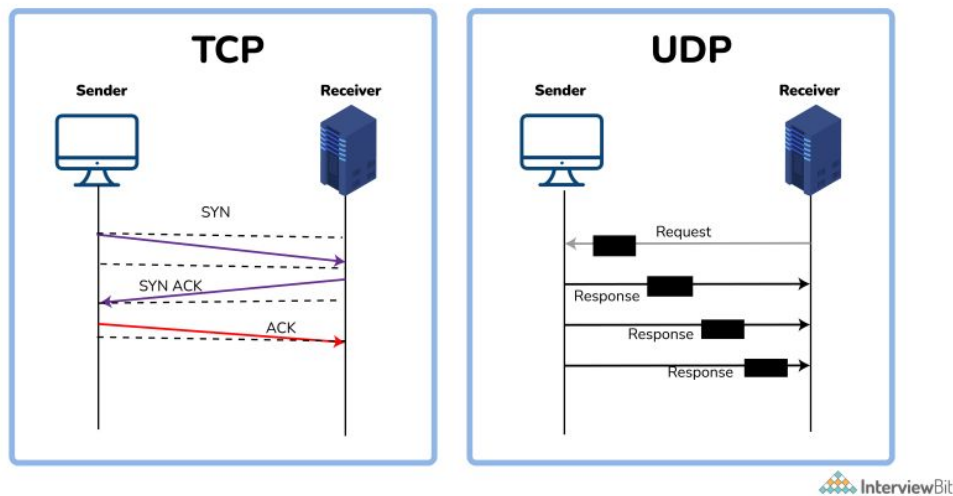 TCP
Sender
Receiver
SYN
SYN ACK
ACK
UDP
Sender
Receiver
Request
Response
Response
Response
InterviewBit